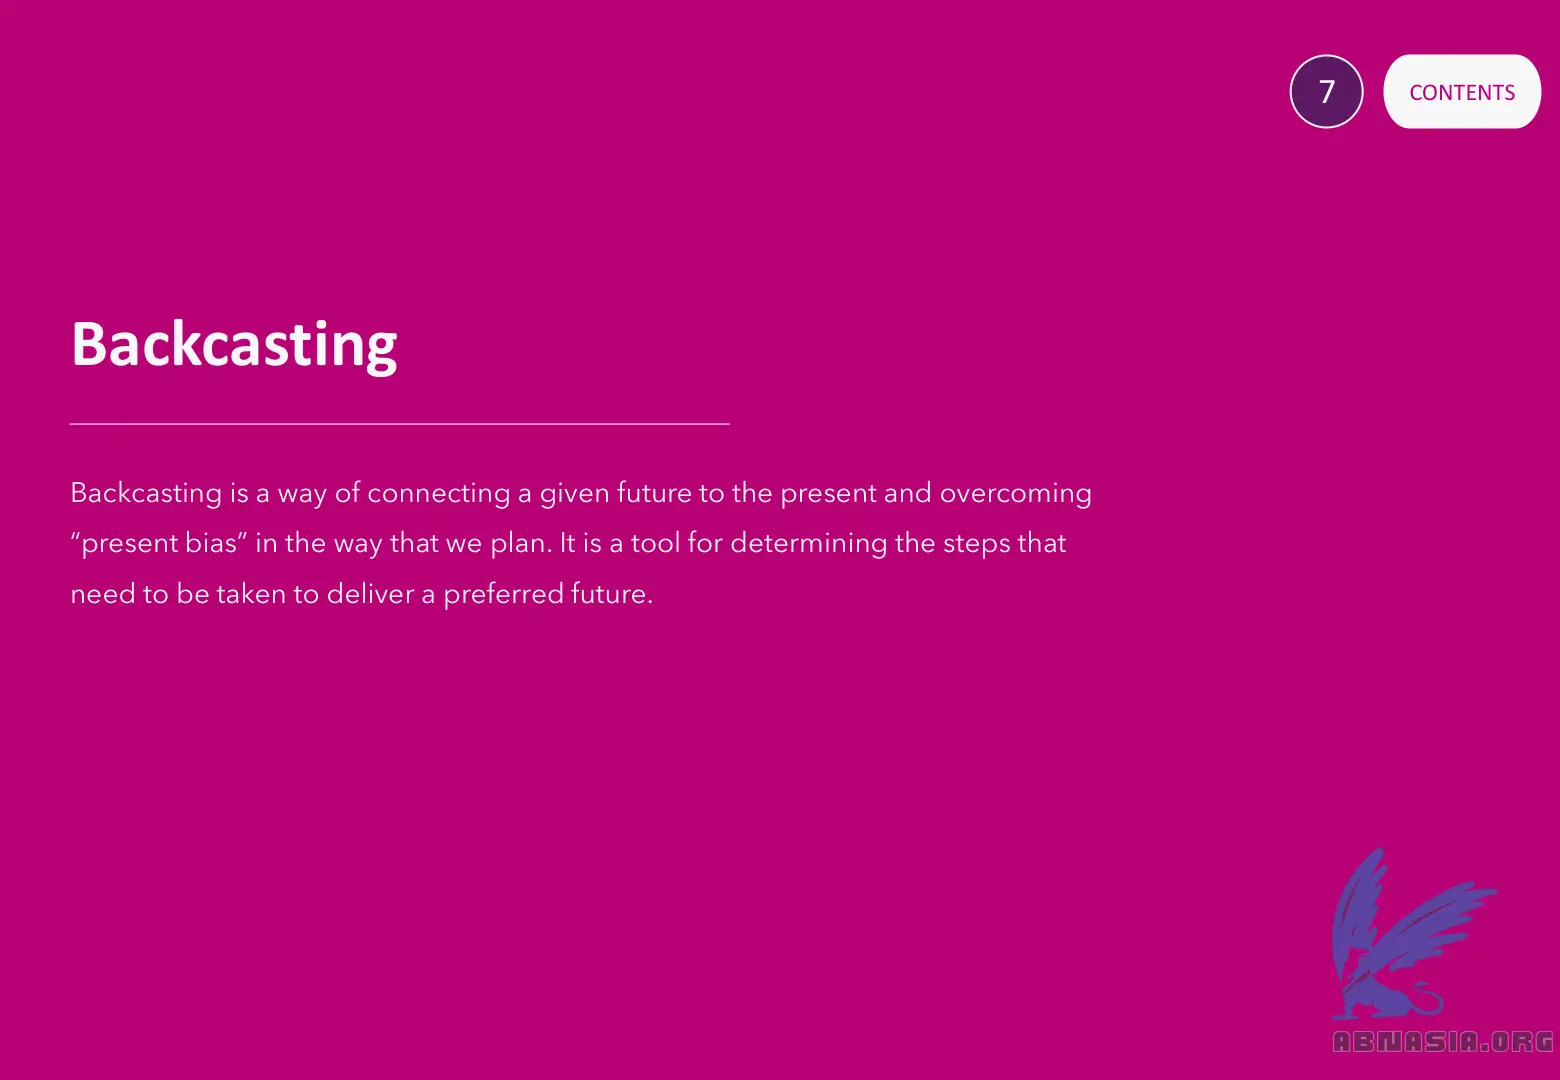 7
CONTENTS
Backcasting
Backcasting is a way of connecting a given future to the present and overcoming
“present bias” in the way that we plan. It is a tool for determining the steps that
need to be taken to deliver a preferred future.
ABNASIA.ORG